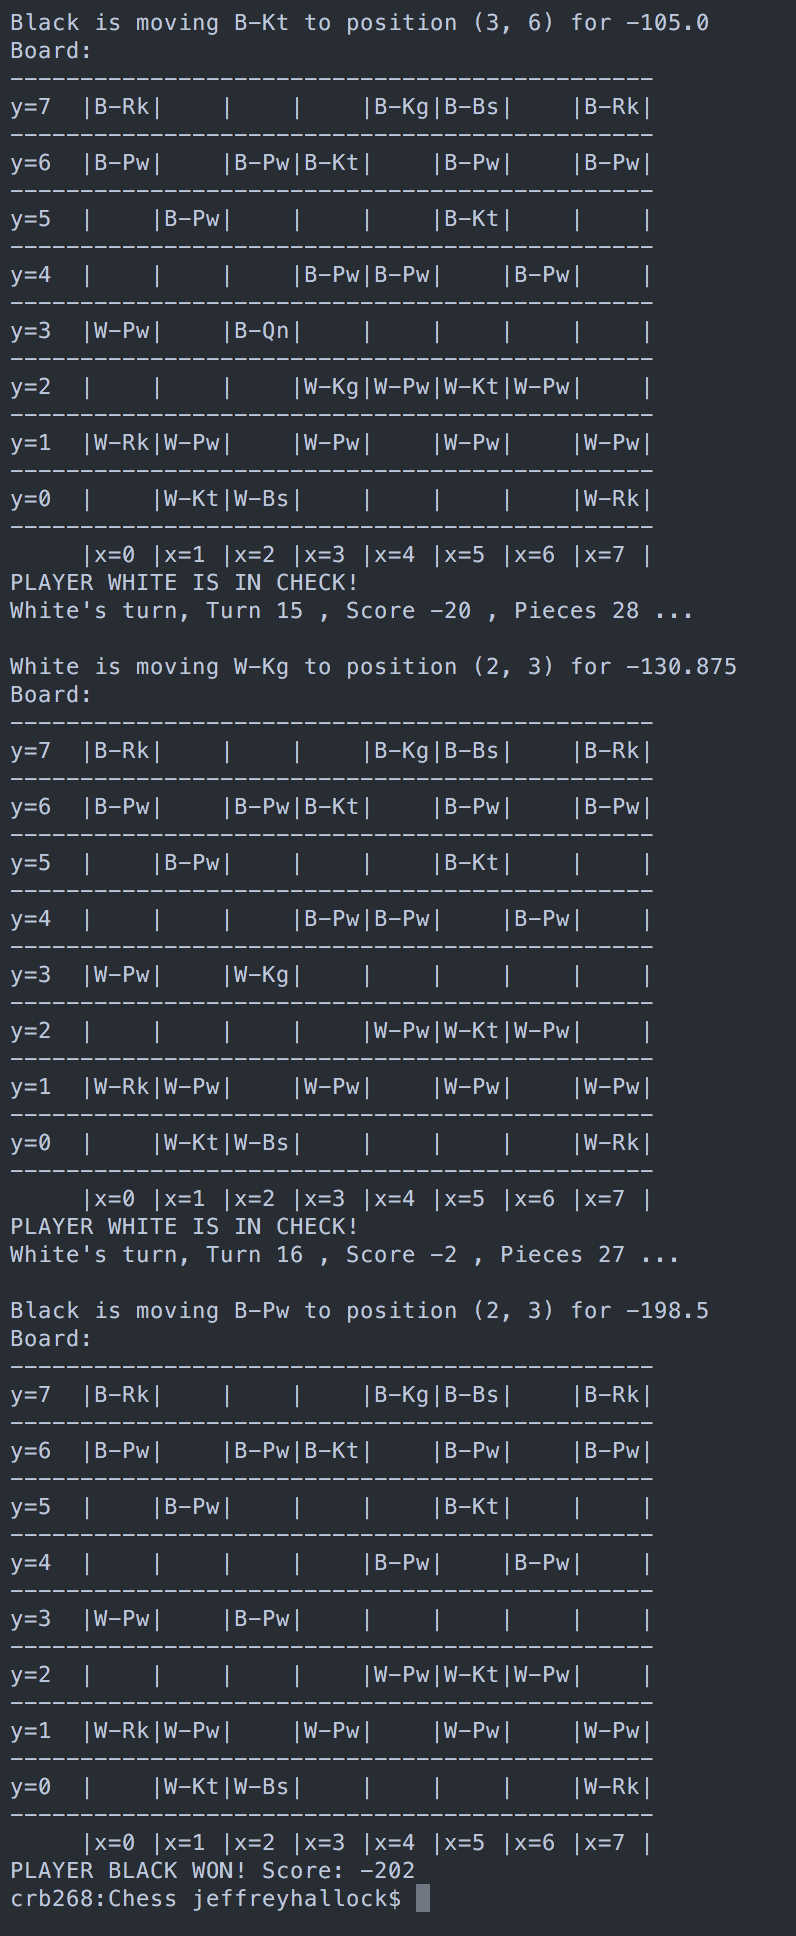 Black is moving B-Kt to position (3, 6) for -105.0
Board:
----------------------------------------------
y=7  |B-Rk|    |    |    |B-Kg|B-Bs|    |B-Rk|
----------------------------------------------
y=6  |B-Pw|    |B-Pw|B-Kt|    |B-Pw|    |B-Pw|
----------------------------------------------
y=5  |    |B-Pw|    |    |    |B-Kt|    |    |
----------------------------------------------
y=4  |    |    |    |B-Pw|B-Pw|    |B-Pw|    |
----------------------------------------------
y=3  |W-Pw|    |B-Qn|    |    |    |    |    |
----------------------------------------------
y=2  |    |    |    |W-Kg|W-Pw|W-Kt|W-Pw|    |
----------------------------------------------
y=1  |W-Rk|W-Pw|    |W-Pw|    |W-Pw|    |W-Pw|
----------------------------------------------
y=0  |    |W-Kt|W-Bs|    |    |    |    |W-Rk|
----------------------------------------------
     |x=0 |x=1 |x=2 |x=3 |x=4 |x=5 |x=6 |x=7 |
PLAYER WHITE IS IN CHECK!
White's turn, Turn 15 , Score -20 , Pieces 28 ...

White is moving W-Kg to position (2, 3) for -130.875
Board:
----------------------------------------------
y=7  |B-Rk|    |    |    |B-Kg|B-Bs|    |B-Rk|
----------------------------------------------
y=6  |B-Pw|    |B-Pw|B-Kt|    |B-Pw|    |B-Pw|
----------------------------------------------
y=5  |    |B-Pw|    |    |    |B-Kt|    |    |
----------------------------------------------
y=4  |    |    |    |B-Pw|B-Pw|    |B-Pw|    |
----------------------------------------------
y=3  |W-Pw|    |W-Kg|    |    |    |    |    |
----------------------------------------------
y=2  |    |    |    |    |W-Pw|W-Kt|W-Pw|    |
----------------------------------------------
y=1  |W-Rk|W-Pw|    |W-Pw|    |W-Pw|    |W-Pw|
----------------------------------------------
y=0  |    |W-Kt|W-Bs|    |    |    |    |W-Rk|
----------------------------------------------
     |x=0 |x=1 |x=2 |x=3 |x=4 |x=5 |x=6 |x=7 |
PLAYER WHITE IS IN CHECK!
White's turn, Turn 16 , Score -2 , Pieces 27 ...

Black is moving B-Pw to position (2, 3) for -198.5
Board:
----------------------------------------------
y=7  |B-Rk|    |    |    |B-Kg|B-Bs|    |B-Rk|
----------------------------------------------
y=6  |B-Pw|    |B-Pw|B-Kt|    |B-Pw|    |B-Pw|
----------------------------------------------
y=5  |    |B-Pw|    |    |    |B-Kt|    |    |
----------------------------------------------
y=4  |    |    |    |    |B-Pw|    |B-Pw|    |
----------------------------------------------
y=3  |W-Pw|    |B-Pw|    |    |    |    |    |
----------------------------------------------
y=2  |    |    |    |    |W-Pw|W-Kt|W-Pw|    |
----------------------------------------------
y=1  |W-Rk|W-Pw|    |W-Pw|    |W-Pw|    |W-Pw|
----------------------------------------------
y=0  |    |W-Kt|W-Bs|    |    |    |    |W-Rk|
----------------------------------------------
     |x=0 |x=1 |x=2 |x=3 |x=4 |x=5 |x=6 |x=7 |
PLAYER BLACK WON! Score: -202
crb268:Chess jeffreyhallock$